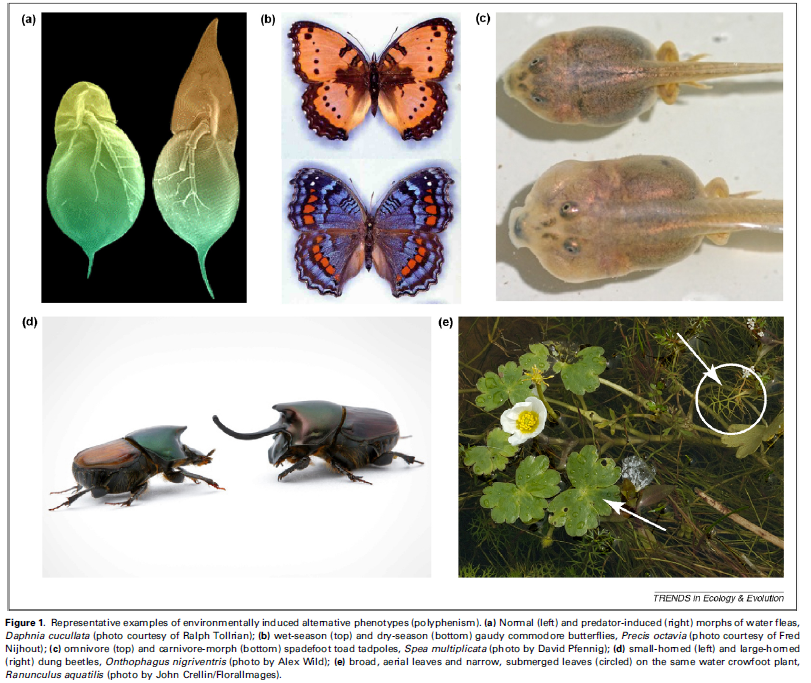 (a)
(b)
(c)
(d)
(e)
TRENDS in Ecology & Evolution
Figure 1. Representative examples of environmentally induced alternative phenotypes (polyphenism). (a) Normal (left) and predator-induced (right) morphs of water fleas,
Daphnia cucullata (photo courtesy of Ralph Tollrian); (b) wet-season (top) and dry-season (bottom) gaudy commodore butterflies, Precis octavia (photo courtesy of Fred
Nijhout); (c) omnivore (top) and carnivore-morph (bottom) spadefoot toad tadpoles, Spea multiplicata (photo by David Pfennig); (d) small-horned (left) and large-horned
(right) dung beetles, Onthophagus nigriventris (photo by Alex Wild); (e) broad, aerial leaves and narrow, submerged leaves (circled) on the same water crowfoot plant,
Ranunculus aquatilis (photo by John Crellin/FloralImages).